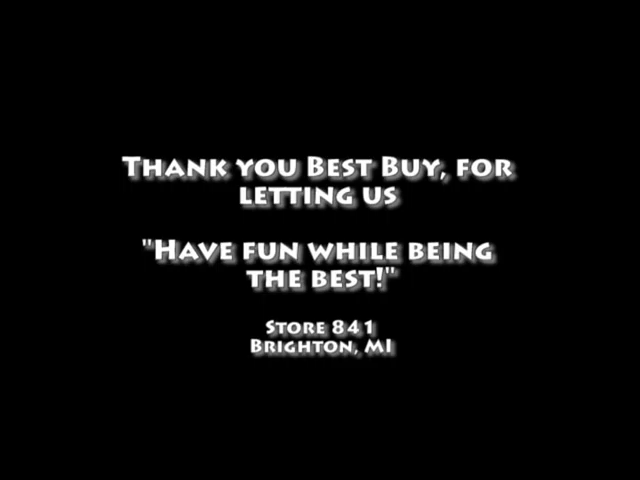 Thank you Best Buy, for
letting us
"Have fun while being
the best!"
Store 841
Brighton, MI